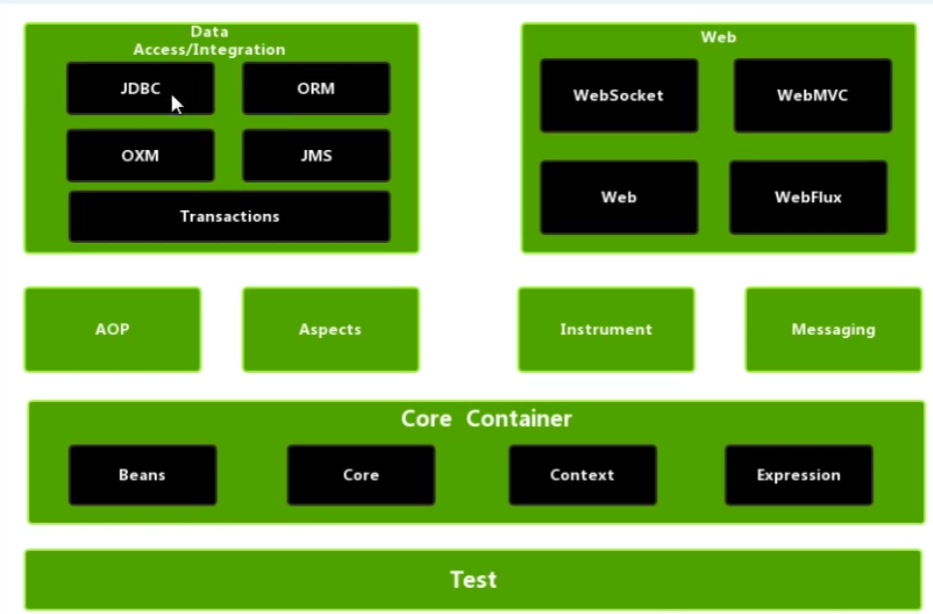 Data
Access/Integration
JDBC
ORM
OXM
JMS
Transactions
Web
WebSocket
WebMVC
Web
WebFlux
AOP
Aspects
Instrument
Messaging
Core Container
Beans
Core
Context
Expression
Test